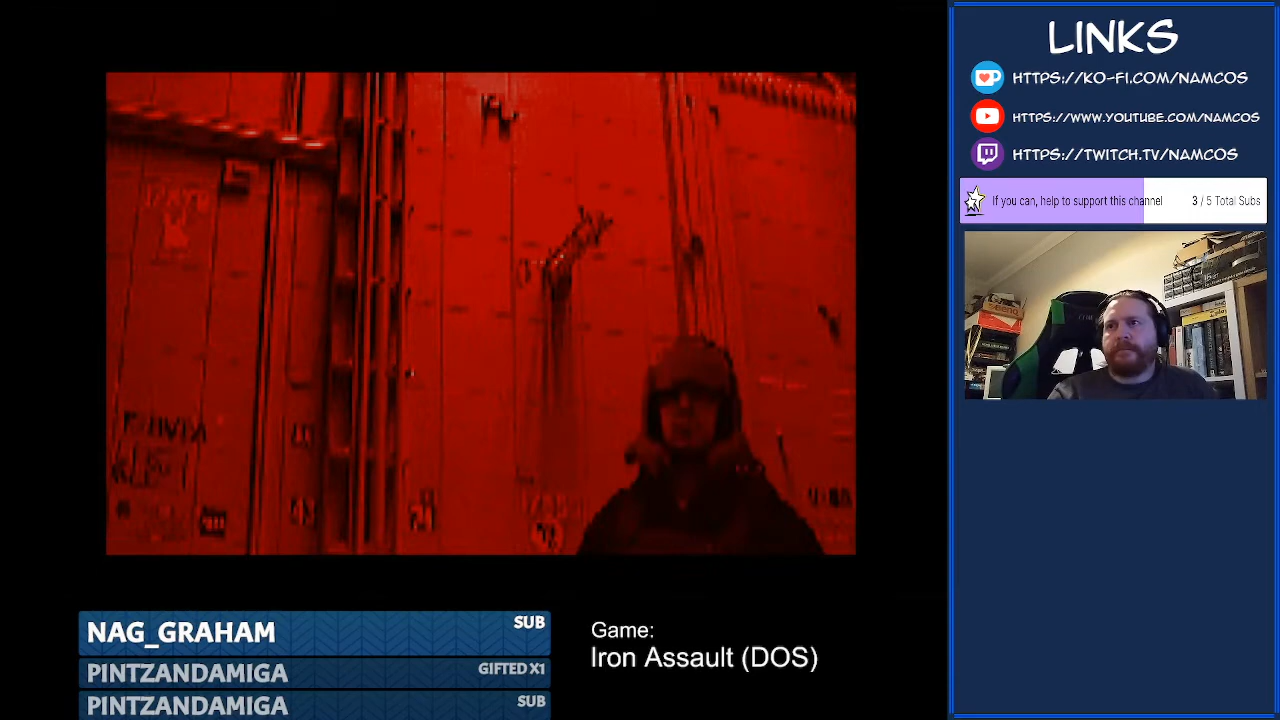 LINKS
HTTPS://KO-FI.COM/NAMCOS
HTTPS://WWW.YOUTUBE.COM/NAMCOS
HTTPS://TWITCH.TV/NAMCOS
If you can, help to support this channel 3 / 5 Total Subs
NAG_GRAHAM SUB
PINTZANDAMIGA GIFTED X1
PINTZANDAMIGA SUB
Game:
Iron Assault (DOS)